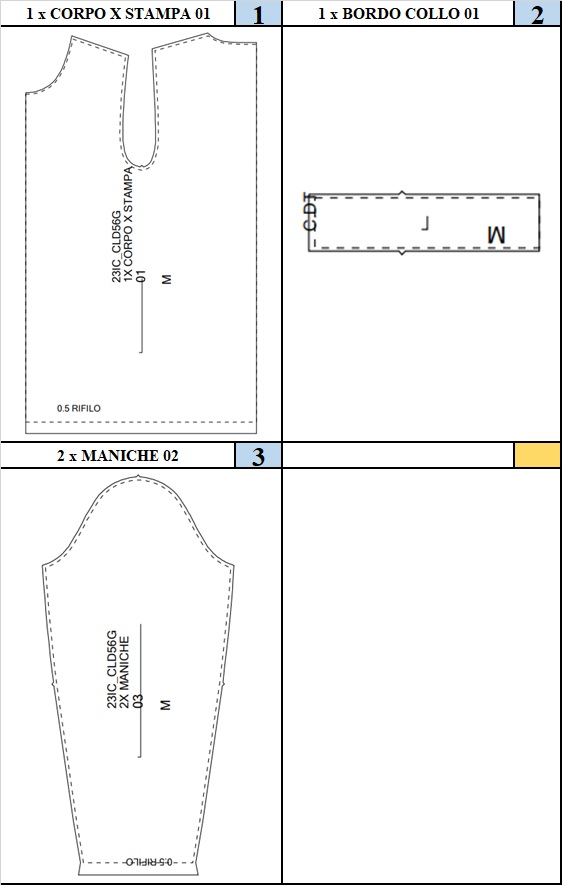 1 x CORPO X STAMPA 01
1
1 x BORDO COLLO 01
2
23IC_CLD56G
1X CORPO X STAMPA
01
M
0.5 RIFILO
CDT
M
2 x MANICHE 02
3
23IC_CLD56G
2X MANICHE
03
M
0.5 RIFILO